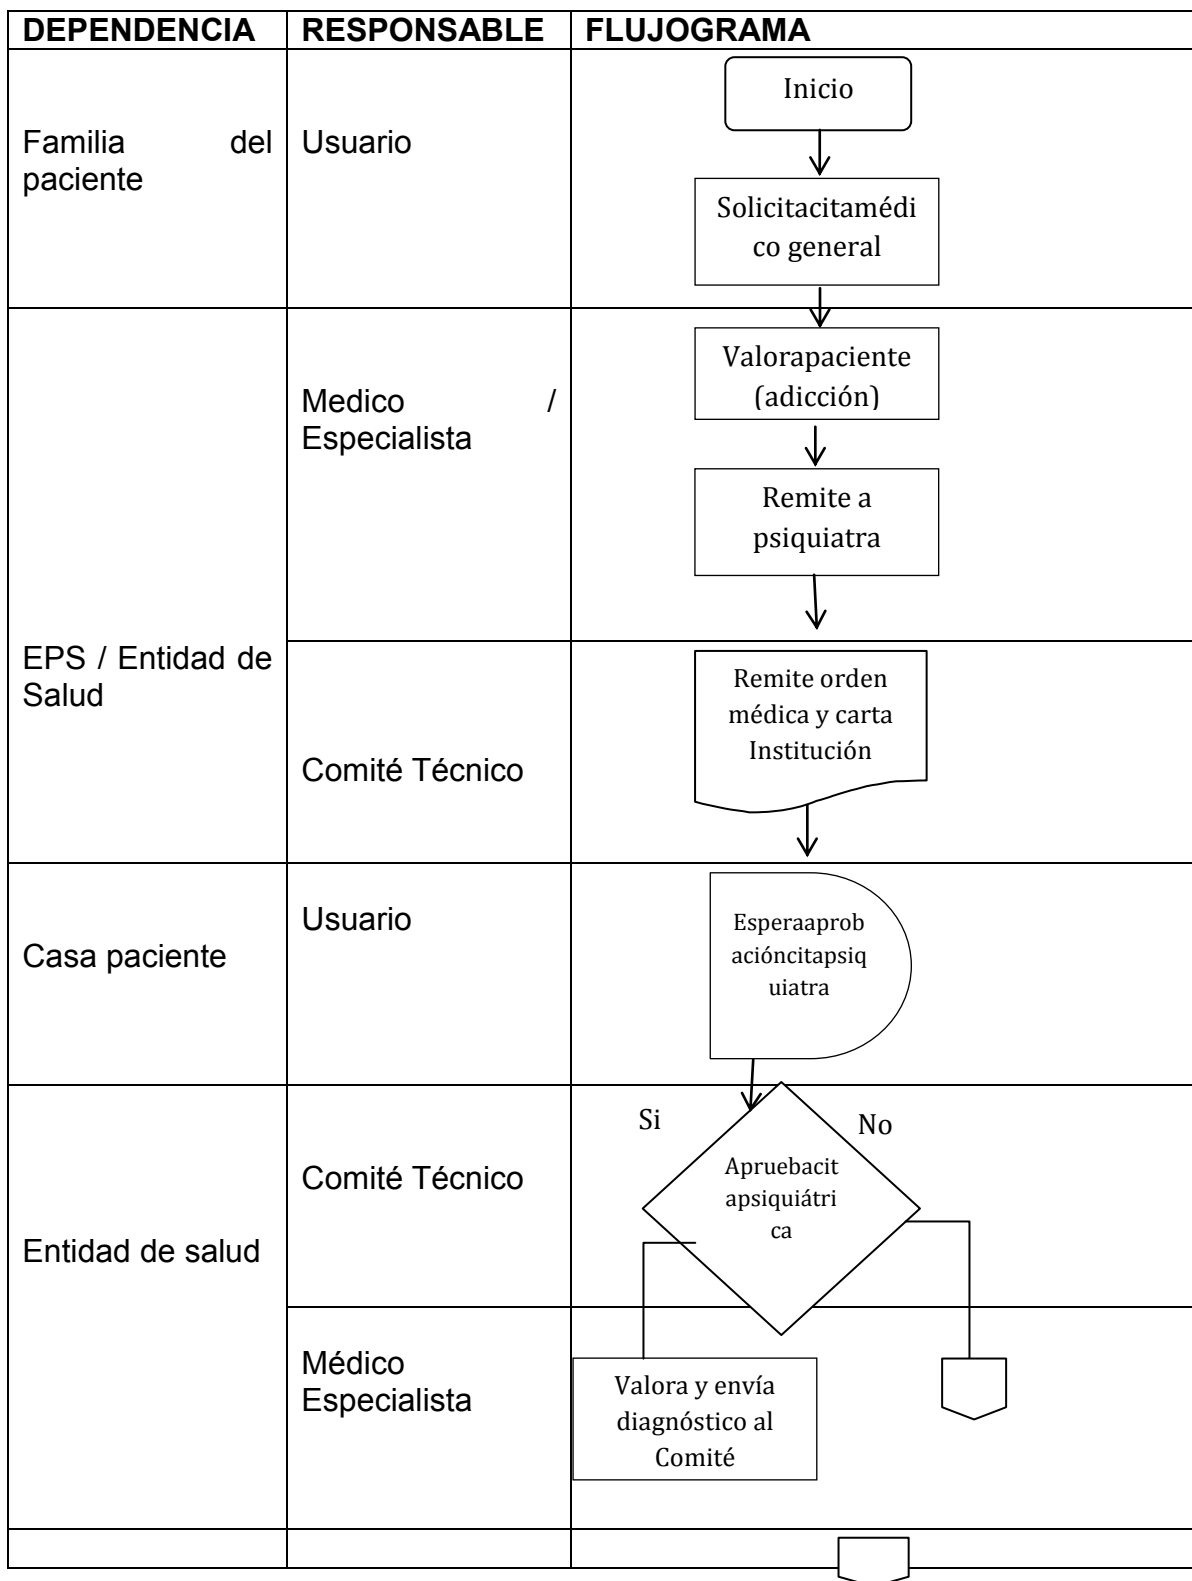 DEPENDENCIA RESPONSABLE FLUJOGRAMA
Inicio
Familia del
paciente
Usuario
Solicitacitamédi
co general
Valorapaciente
(adicción)
Medico /
Especialista
Remite a
psiquiatra
EPS / Entidad de
Salud
Comité Técnico
Remite orden
médica y carta
Institución
Casa paciente
Usuario
Esperaaprob
acióncitapsiq
uiatra
Entidad de salud
Comité Técnico
Si
No
Apruebacit
apsiquiátri
ca
Médico
Especialista
Valora y envía
diagnóstico al
Comité